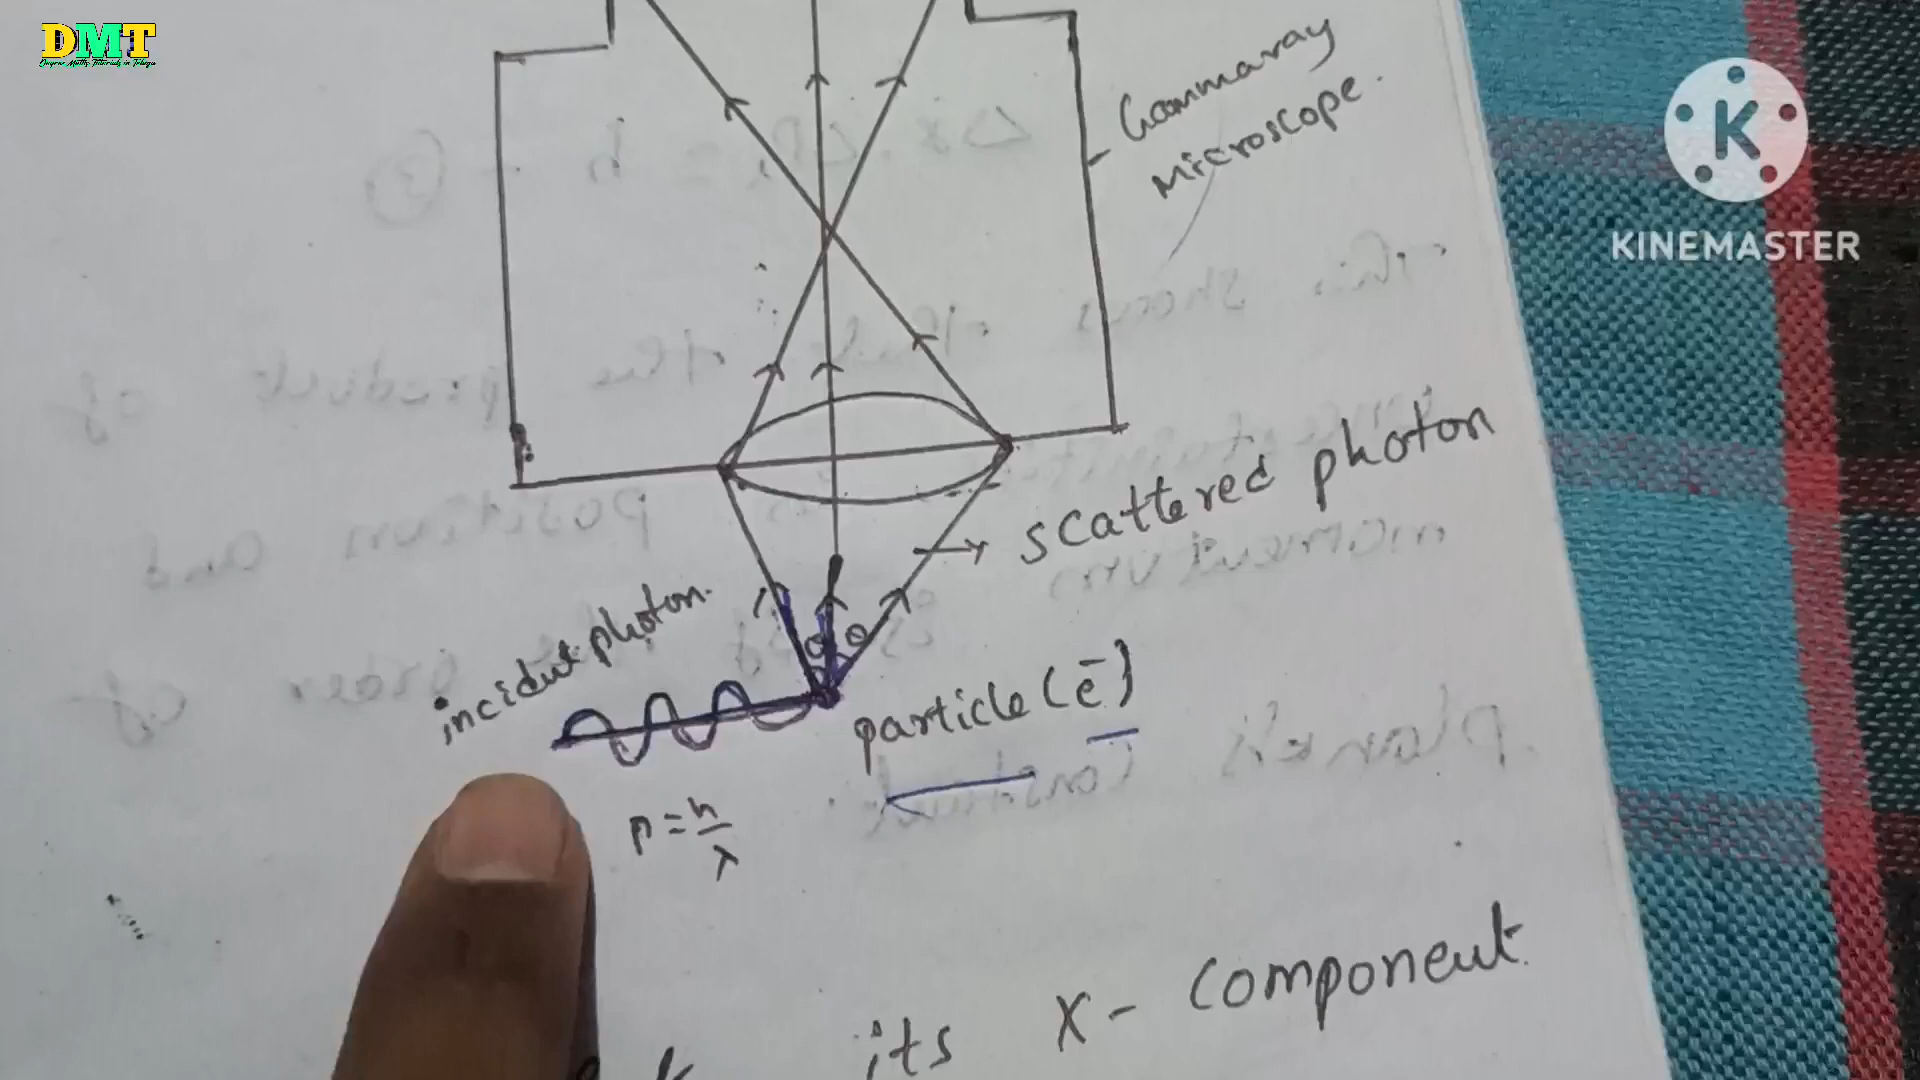 DMT
K
KINEMASTER
Gammaray
Microscope.
scattered photon
incident photon.
θ θ
particle (e-)
p = h/λ
its x- component